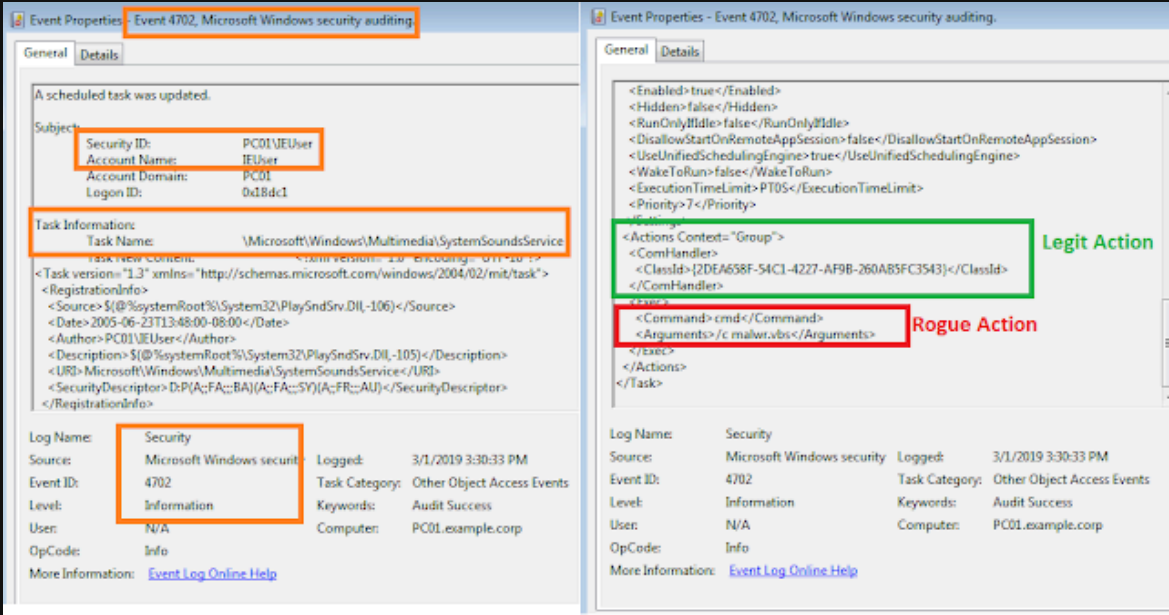 Event Properties - Event 4702, Microsoft Windows security auditing.
General Details
A scheduled task was updated.
Subject:
Security ID: PC01\IEUser
Account Name: IEUser
Account Domain: PC01
Logon ID: 0x18dc1
Task Information:
Task Name: \Microsoft\Windows\Multimedia\SystemSoundsService
Task New Content: <?xml version="1.0" encoding="UTF-16"?>
<Task version="1.3" xmlns="http://schemas.microsoft.com/windows/2004/02/mit/task">
<RegistrationInfo>
<Source>$(@%systemRoot%\System32\PlaySndSrv.Dll,-106)</Source>
<Date>2005-06-23T13:48:00-08:00</Date>
<Author>PC01\IEUser</Author>
<Description>$(@%systemRoot%\System32\PlaySndSrv.Dll,-105)</Description>
<URI>Microsoft\Windows\Multimedia\SystemSoundsService</URI>
<SecurityDescriptor>D:P(A;;FA;;;BA)(A;;FA;;;SY)(A;;FR;;;AU)</SecurityDescriptor>
</RegistrationInfo>
Log Name: Security
Source: Microsoft Windows security Logged: 3/1/2019 3:30:33 PM
Event ID: 4702 Task Category: Other Object Access Events
Level: Information Keywords: Audit Success
User: N/A Computer: PC01.example.corp
OpCode: Info
More Information: Event Log Online Help
Event Properties - Event 4702, Microsoft Windows security auditing.
General Details
<Enabled>true</Enabled>
<Hidden>false</Hidden>
<RunOnlyIfIdle>false</RunOnlyIfIdle>
<DisallowStartOnRemoteAppSession>false</DisallowStartOnRemoteAppSession>
<UseUnifiedSchedulingEngine>true</UseUnifiedSchedulingEngine>
<WakeToRun>false</WakeToRun>
<ExecutionTimeLimit>PT0S</ExecutionTimeLimit>
<Priority>7</Priority>
</Settings>
<Actions Context="Group">
<ComHandler>
<ClassId>{2DEA658F-54C1-4227-AF9B-260AB5FC3543}</ClassId>
</ComHandler>
Legit Action
<Exec>
<Command>cmd</Command>
<Arguments>/c malwr.vbs</Arguments>
Rogue Action
</Exec>
</Actions>
</Task>
Log Name: Security
Source: Microsoft Windows security Logged: 3/1/2019 3:30:33 PM
Event ID: 4702 Task Category: Other Object Access Events
Level: Information Keywords: Audit Success
User: N/A Computer: PC01.example.corp
OpCode: Info
More Information: Event Log Online Help